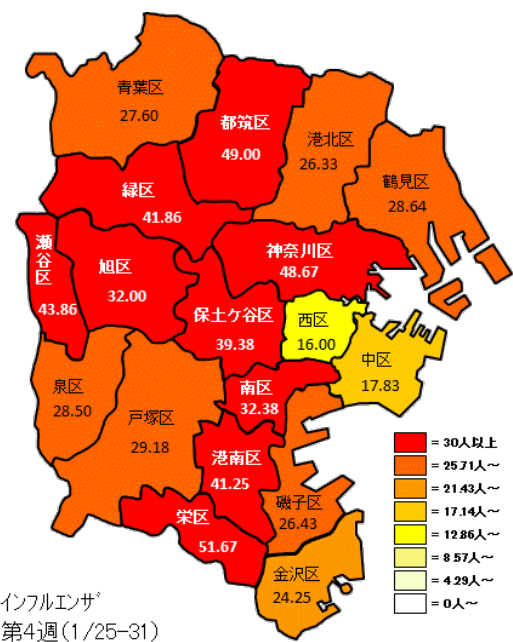 青葉区
27.60
都筑区
49.00
港北区
26.33
鶴見区
28.64
緑区
41.86
瀬谷区
43.86
旭区
32.00
神奈川区
48.67
保土ケ谷区
39.38
西区
16.00
中区
17.83
泉区
28.50
戸塚区
29.18
南区
32.38
港南区
41.25
磯子区
26.43
栄区
51.67
金沢区
24.25
= 30人以上
= 25.71人～
= 21.43人～
= 17.14人～
= 12.86人～
= 8.57人～
= 4.29人～
= 0人～
インフルエンザ
第4週(1/25-31)